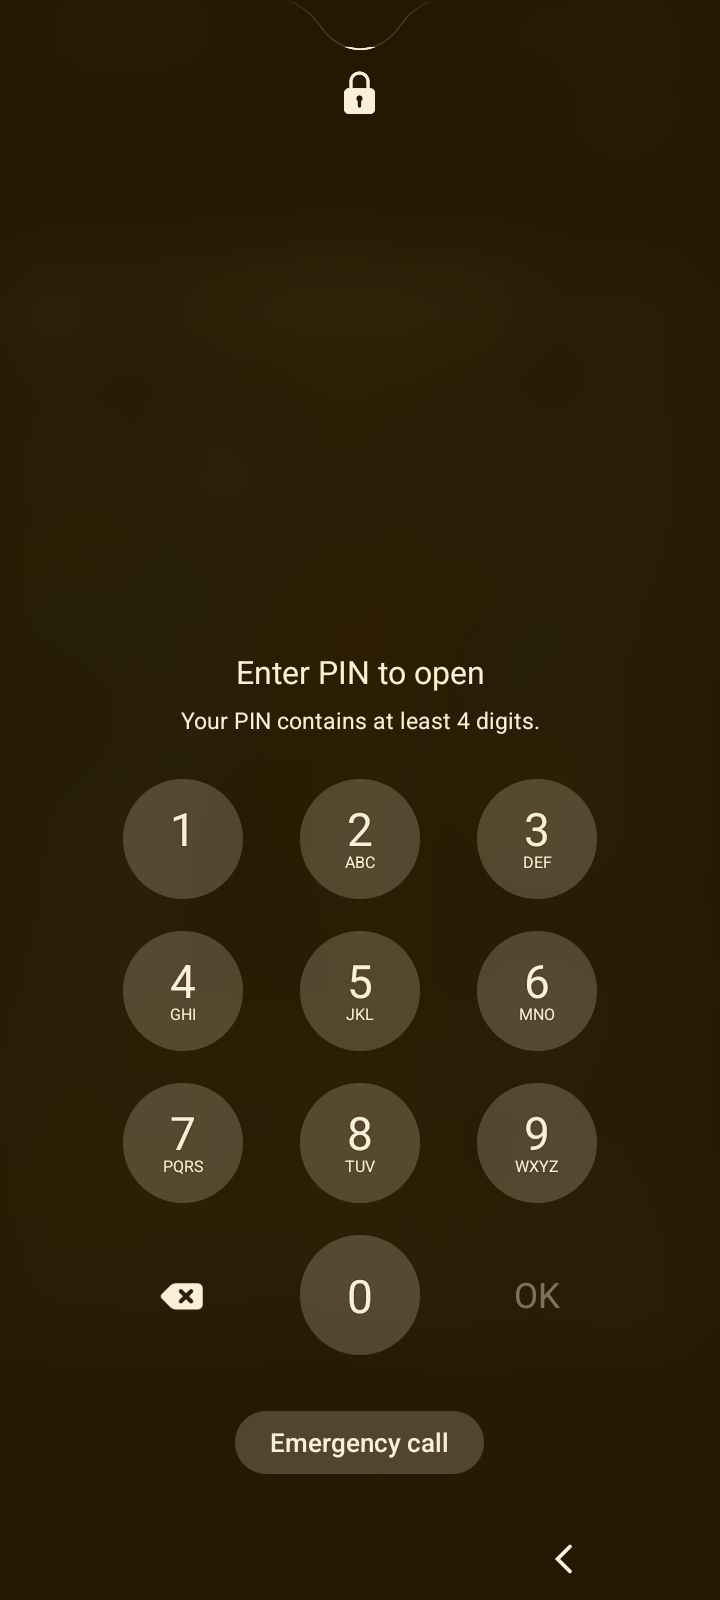 Enter PIN to open
Your PIN contains at least 4 digits.
1
2
ABC
3
DEF
4
GHI
5
JKL
6
MNO
7
PQRS
8
TUV
9
WXYZ
0
OK
Emergency call